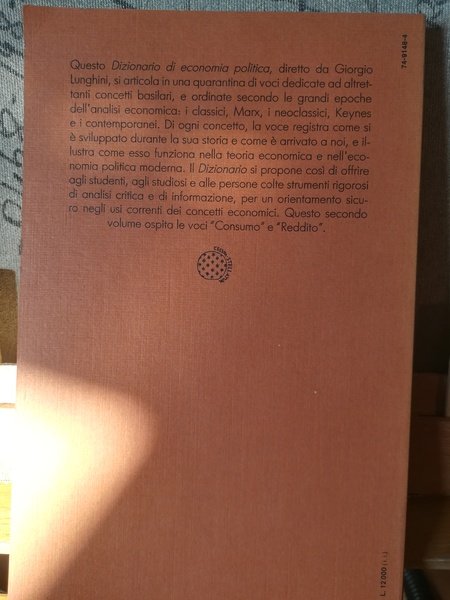 74-9148-4
Questo Dizionario di economia politica, diretto da Giorgio
Lunghini, si articola in una quarantina di voci dedicate ad altret-
tanti concetti basilari, e ordinate secondo le grandi epoche
dell'analisi economica: i classici, Marx, i neoclassici, Keynes
e i contemporanei. Di ogni concetto, la voce registra come si
è sviluppato durante la sua storia e come è arrivato a noi, e il-
lustra come esso funziona nella teoria economica e nell'eco-
nomia politica moderna. Il Dizionario si propone così di offrire
agli studenti, agli studiosi e alle persone colte strumenti rigorosi
di analisi critica e di informazione, per un orientamento sicu-
ro negli usi correnti dei concetti economici. Questo secondo
volume ospita le voci “Consumo” e “Reddito”.
L. 12 000 (i.i.)